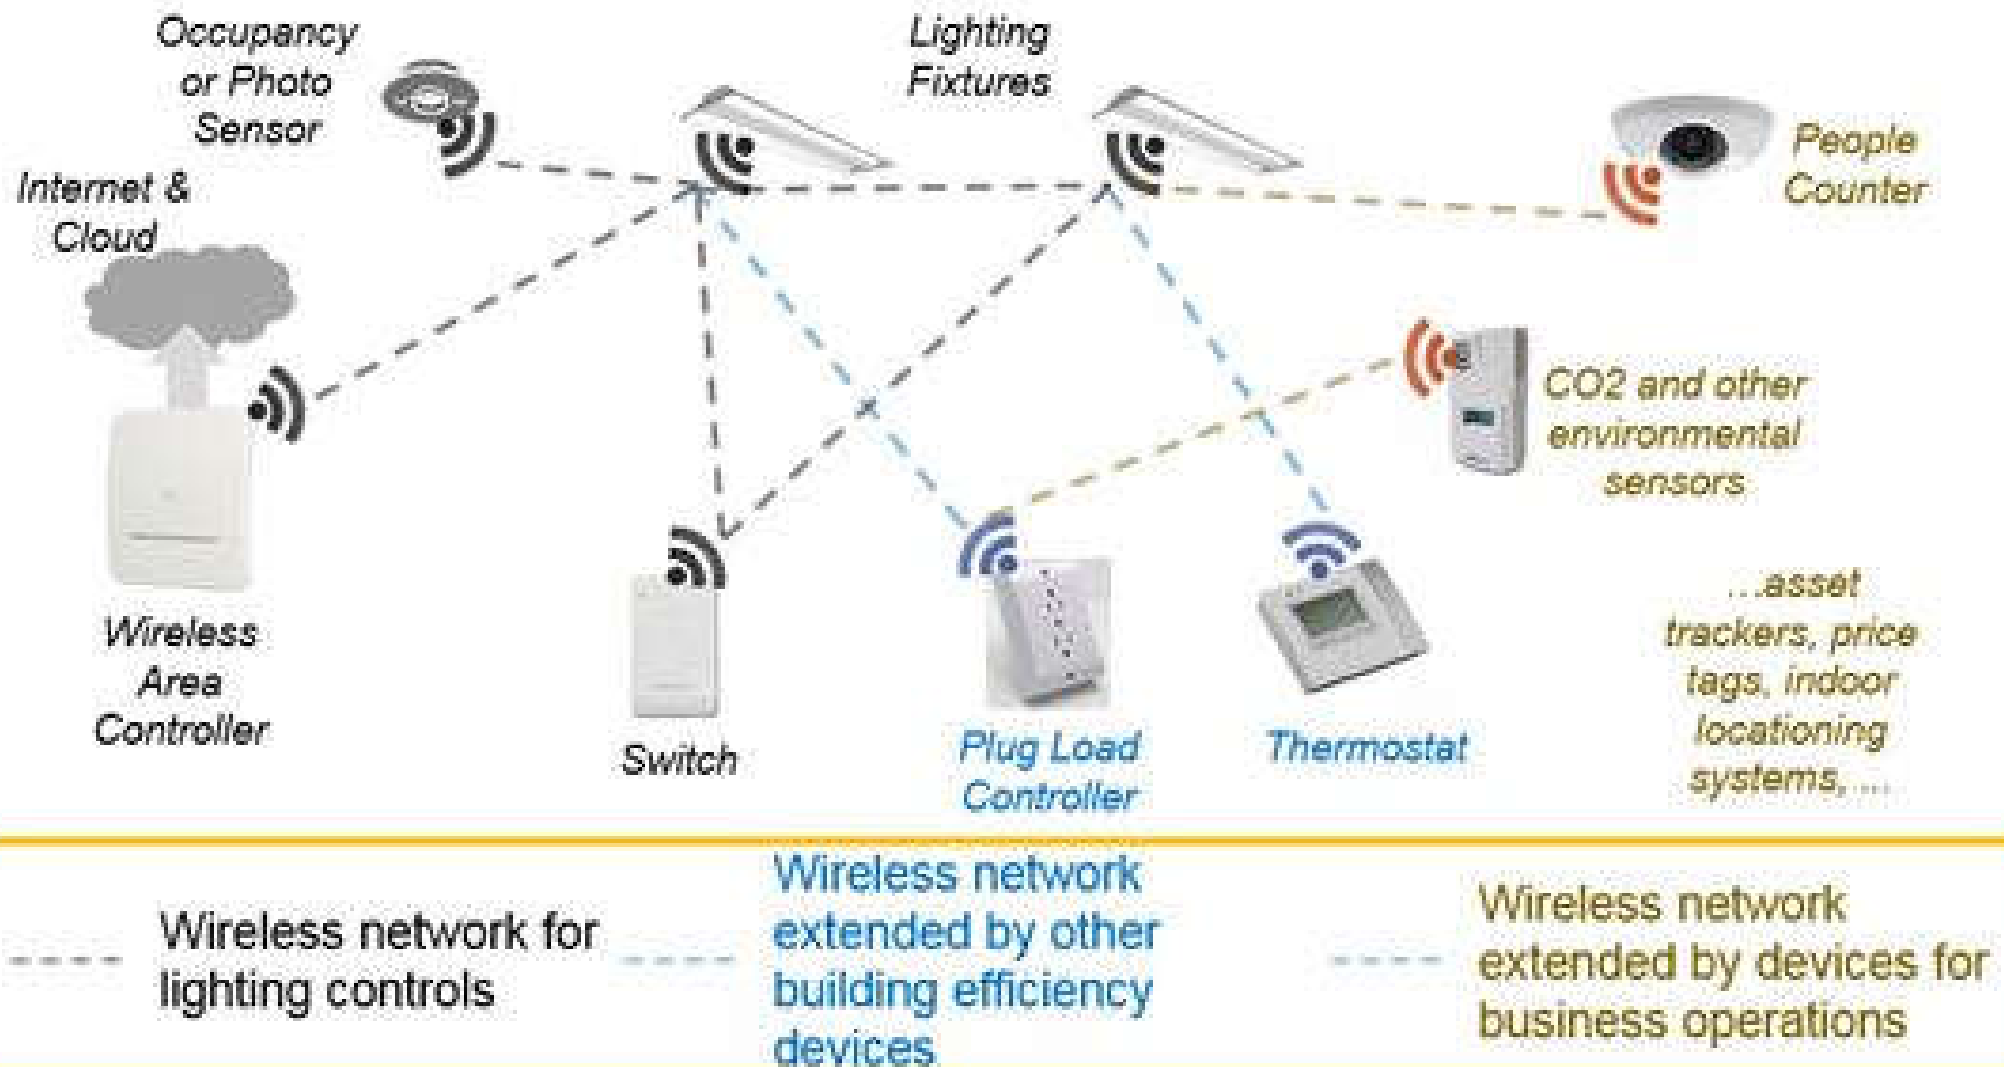 Occupancy
or Photo
Sensor
Lighting
Fixtures
People
Counter
Internet &
Cloud
CO2 and other
environmental
sensors
Wireless
Area
Controller
Switch
Plug Load
Controller
Thermostat
...asset
trackers, price
tags, indoor
locationing
systems, ...
Wireless network for
lighting controls
Wireless network
extended by other
building efficiency
devices
Wireless network
extended by devices for
business operations